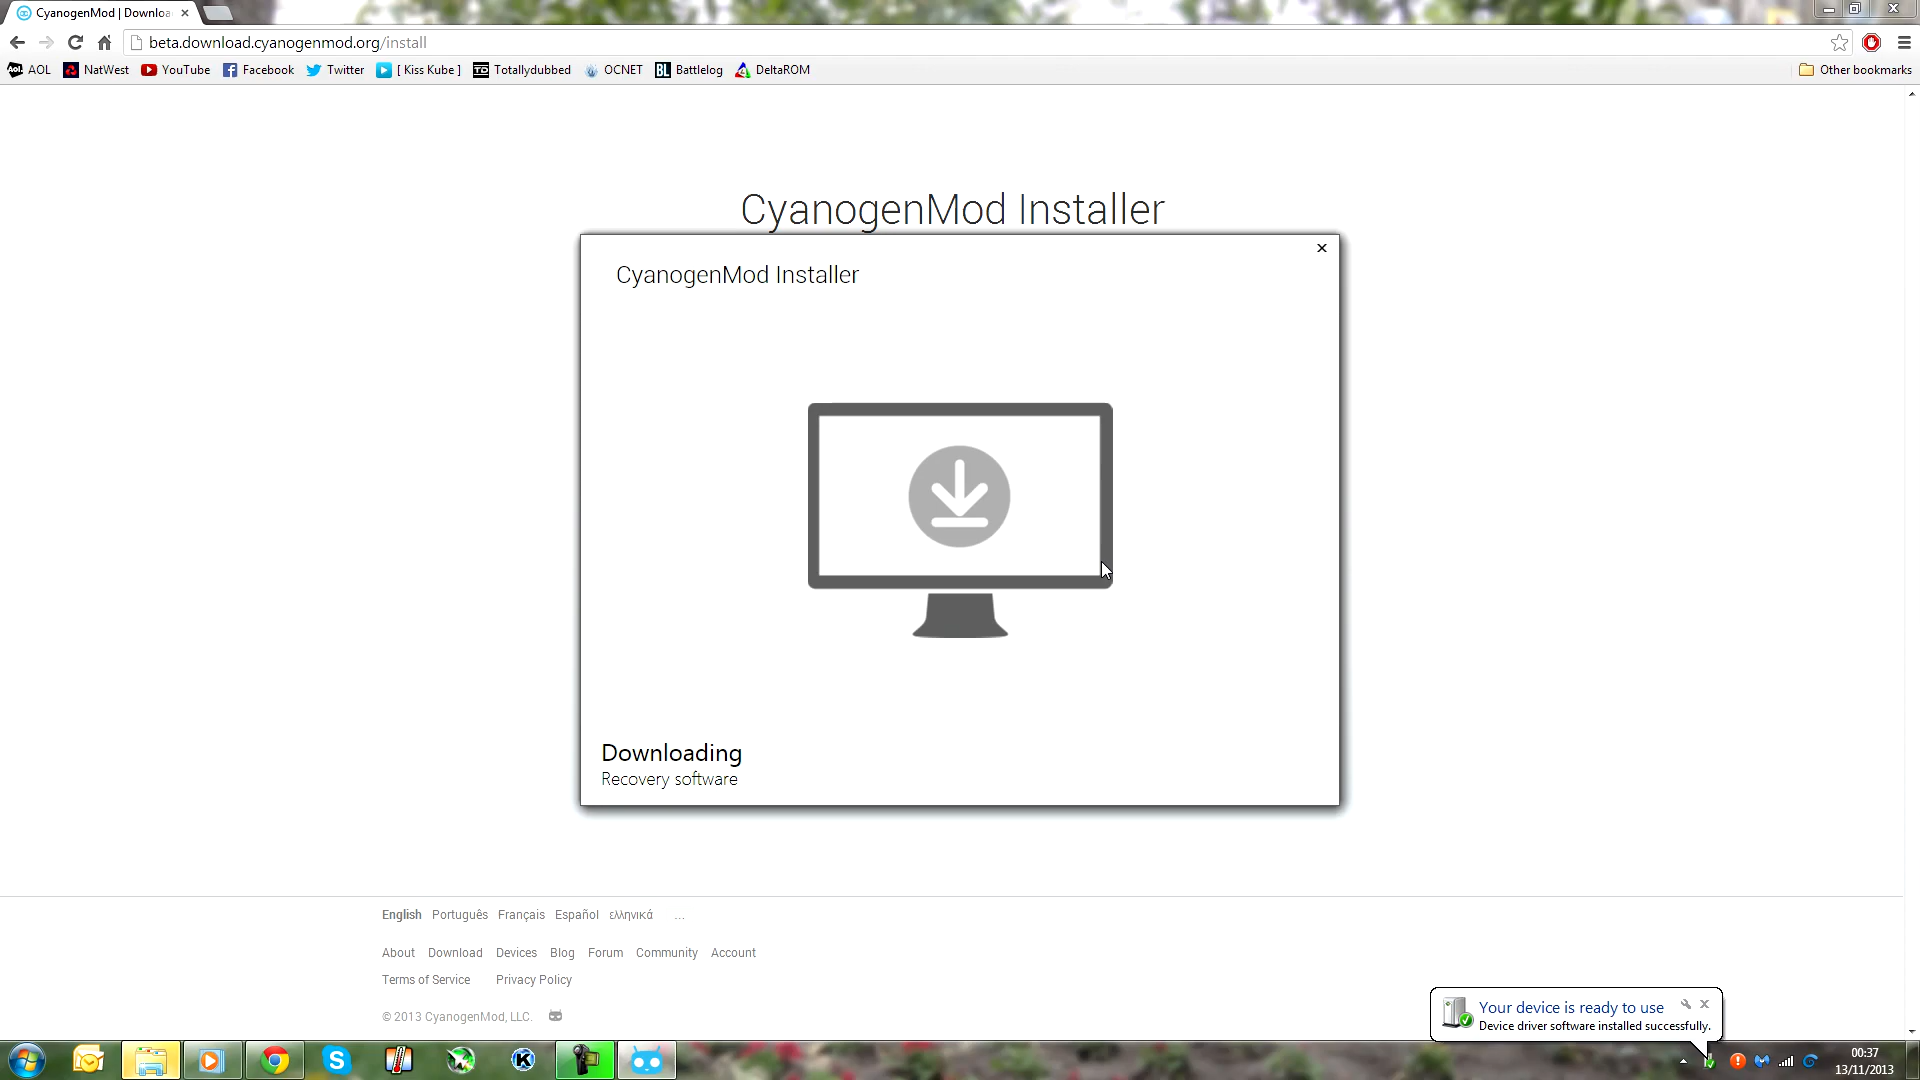 CyanogenMod | Downloa
beta.download.cyanogenmod.org/install
AOL NatWest YouTube Facebook Twitter [ Kiss Kube ] Totallydubbed OCNET Battlelog DeltaROM Other bookmarks
CyanogenMod Installer
CyanogenMod Installer
Downloading
Recovery software
English Português Français Español ελληνικά ...
About Download Devices Blog Forum Community Account
Terms of Service Privacy Policy
© 2013 CyanogenMod, LLC.
Your device is ready to use
Device driver software installed successfully.
00:37
13/11/2013